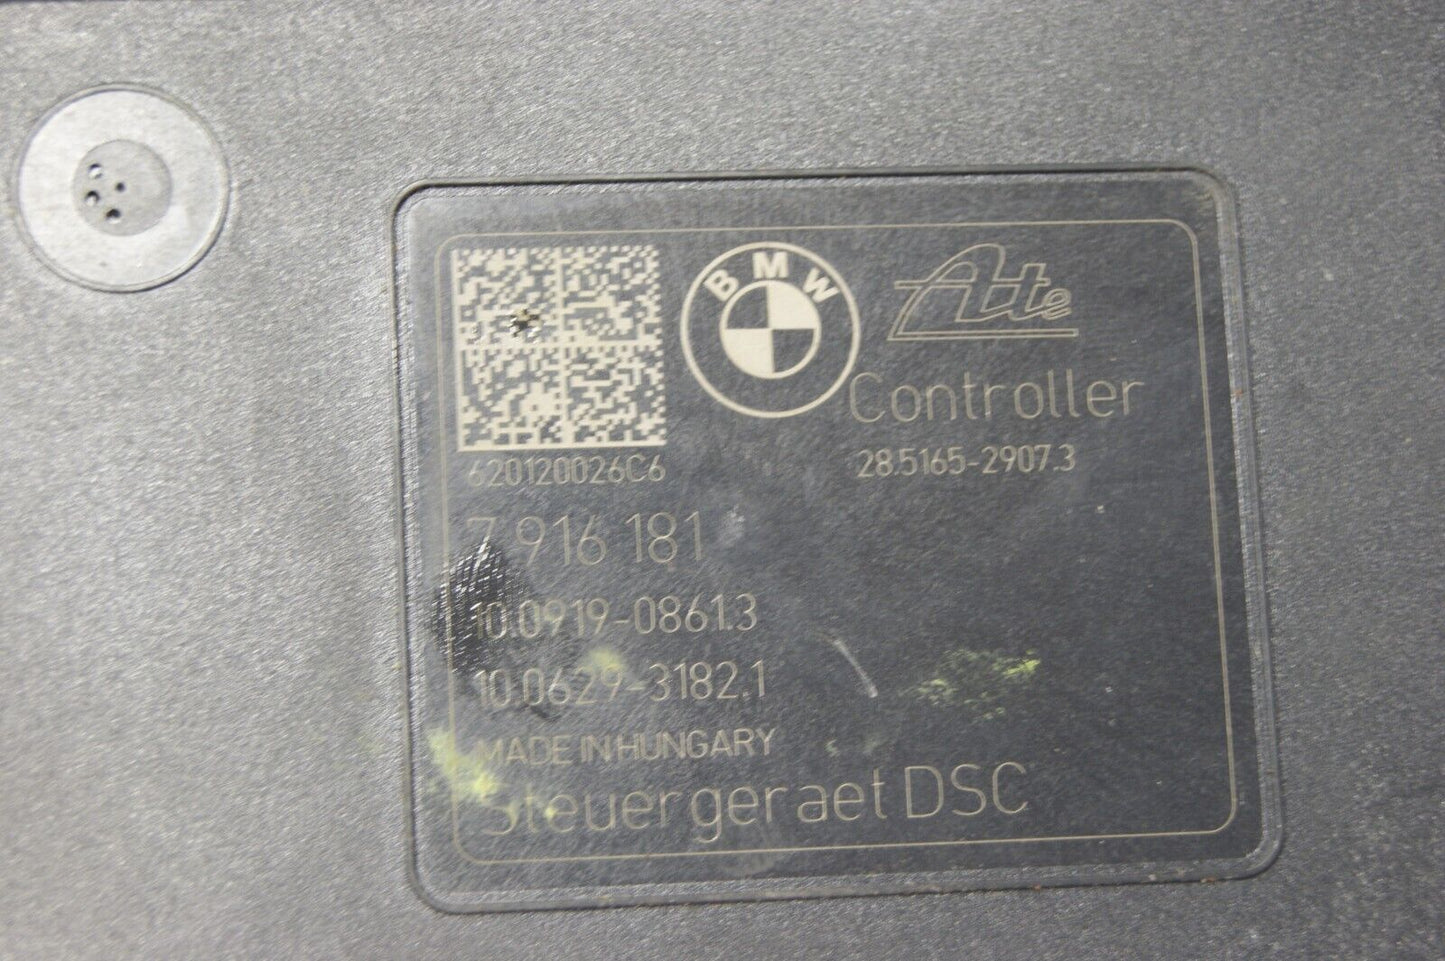 BMW
Ate
Controller
620120026C6
28.5165-2907.3
7 916 181
10.0919-0861.3
10.0629-3182.1
MADE IN HUNGARY
Steuergeraet DSC